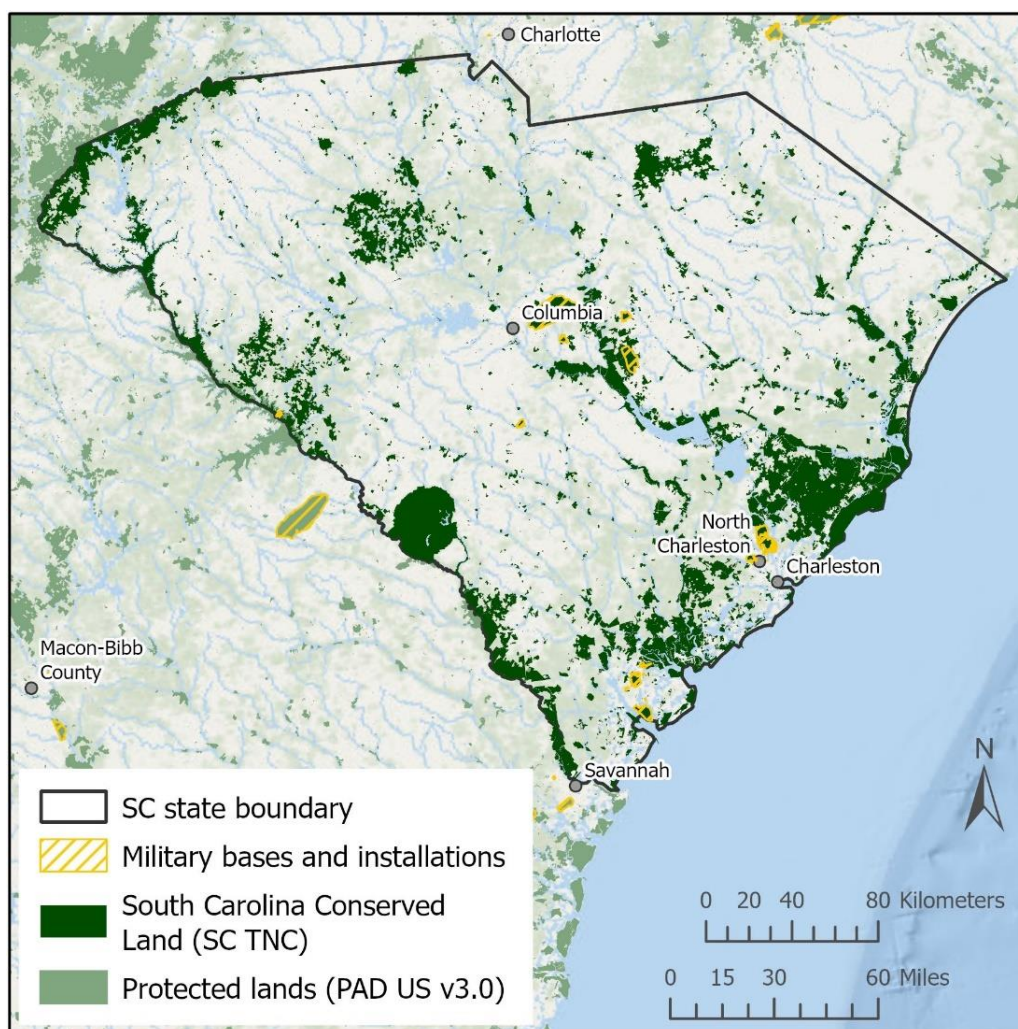 Charlotte
Columbia
North
Charleston
Charleston
Macon-Bibb
County
Savannah
N
SC state boundary
Military bases and installations
South Carolina Conserved
Land (SC TNC)
Protected lands (PAD US v3.0)
0 20 40 80 Kilometers
0 15 30 60 Miles